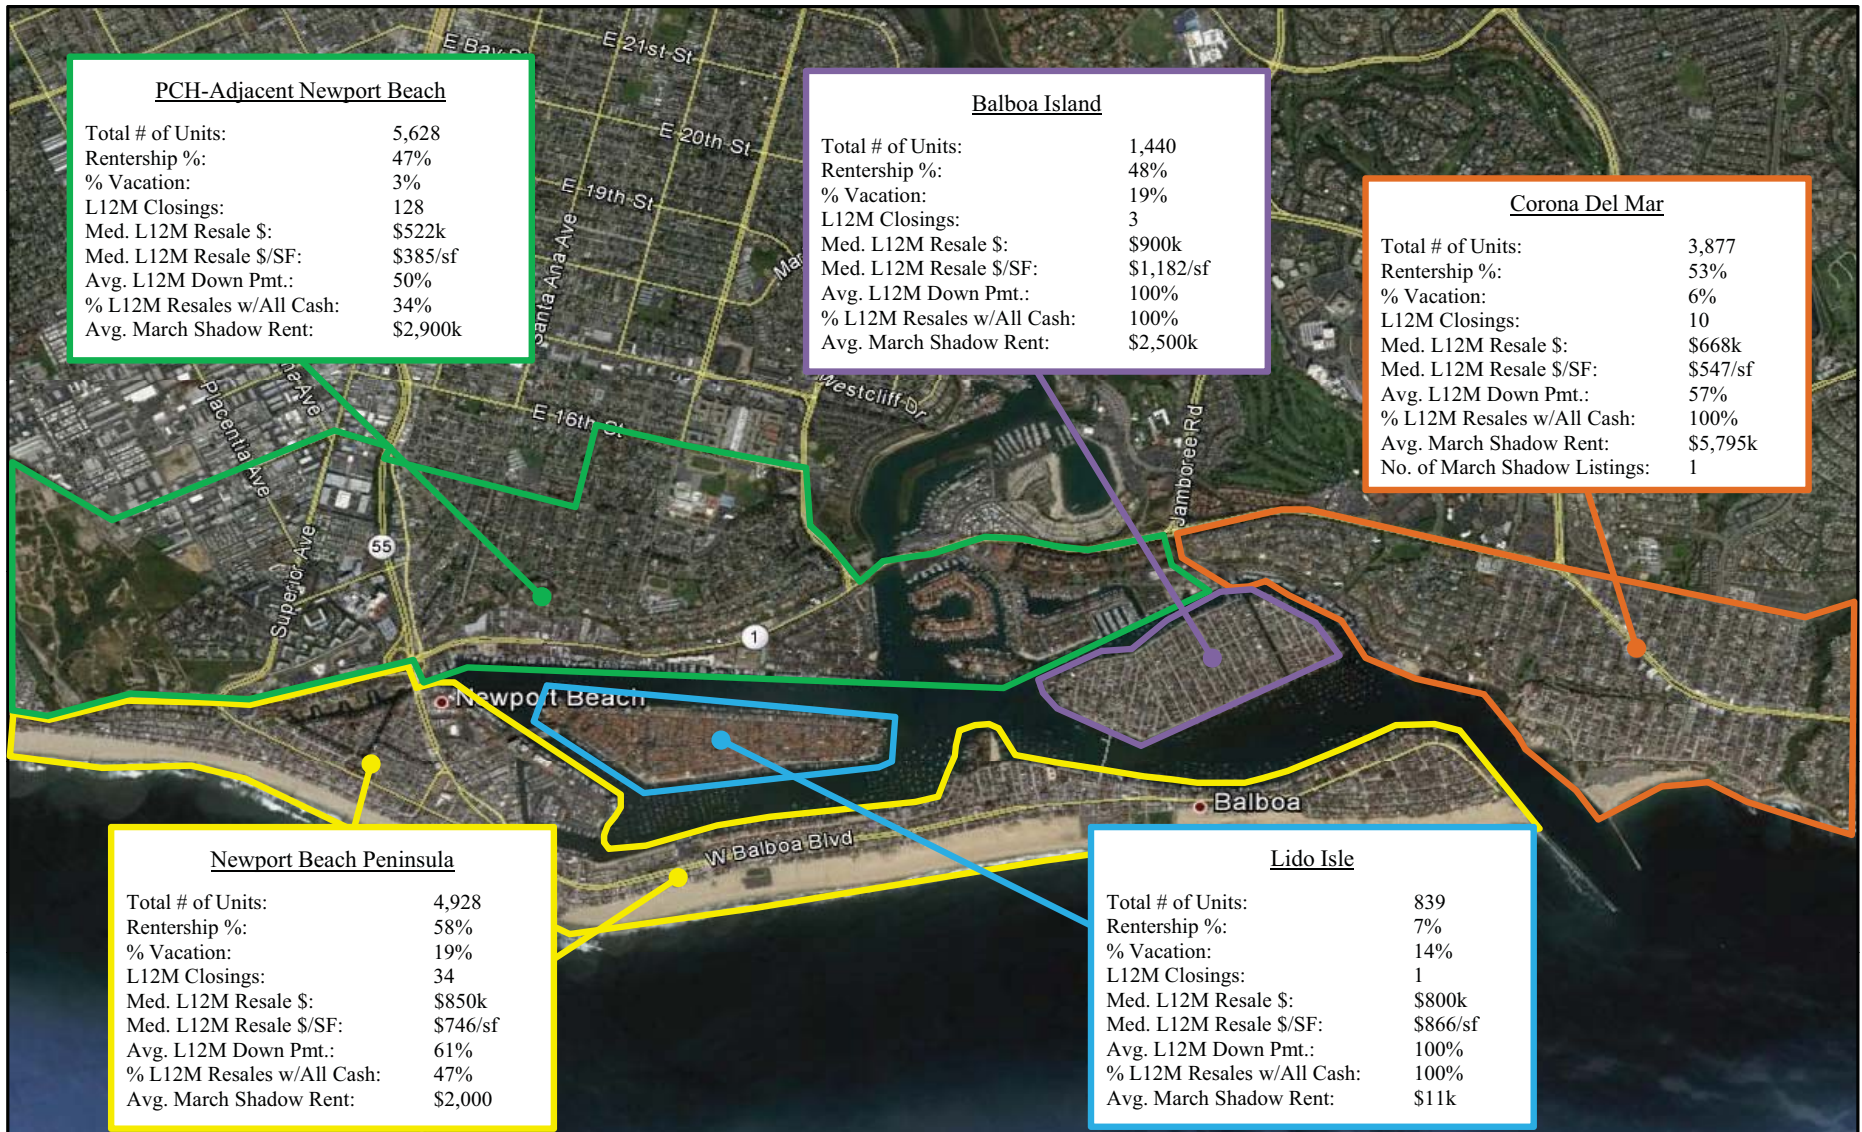 E Bay St
E 21st St
E 20th St
E 19th St
Santa Ana Ave
E 16th St
Westcliff Dr
Placentia Ave
Superior Ave
Jamboree Rd
55
1
Newport Beach
Balboa
W Balboa Blvd
PCH-Adjacent Newport Beach
Total # of Units: 5,628
Rentership %: 47%
% Vacation: 3%
L12M Closings: 128
Med. L12M Resale $: $522k
Med. L12M Resale $/SF: $385/sf
Avg. L12M Down Pmt.: 50%
% L12M Resales w/All Cash: 34%
Avg. March Shadow Rent: $2,900k
Balboa Island
Total # of Units: 1,440
Rentership %: 48%
% Vacation: 19%
L12M Closings: 3
Med. L12M Resale $: $900k
Med. L12M Resale $/SF: $1,182/sf
Avg. L12M Down Pmt.: 100%
% L12M Resales w/All Cash: 100%
Avg. March Shadow Rent: $2,500k
Corona Del Mar
Total # of Units: 3,877
Rentership %: 53%
% Vacation: 6%
L12M Closings: 10
Med. L12M Resale $: $668k
Med. L12M Resale $/SF: $547/sf
Avg. L12M Down Pmt.: 57%
% L12M Resales w/All Cash: 100%
Avg. March Shadow Rent: $5,795k
No. of March Shadow Listings: 1
Newport Beach Peninsula
Total # of Units: 4,928
Rentership %: 58%
% Vacation: 19%
L12M Closings: 34
Med. L12M Resale $: $850k
Med. L12M Resale $/SF: $746/sf
Avg. L12M Down Pmt.: 61%
% L12M Resales w/All Cash: 47%
Avg. March Shadow Rent: $2,000
Lido Isle
Total # of Units: 839
Rentership %: 7%
% Vacation: 14%
L12M Closings: 1
Med. L12M Resale $: $800k
Med. L12M Resale $/SF: $866/sf
Avg. L12M Down Pmt.: 100%
% L12M Resales w/All Cash: 100%
Avg. March Shadow Rent: $11k